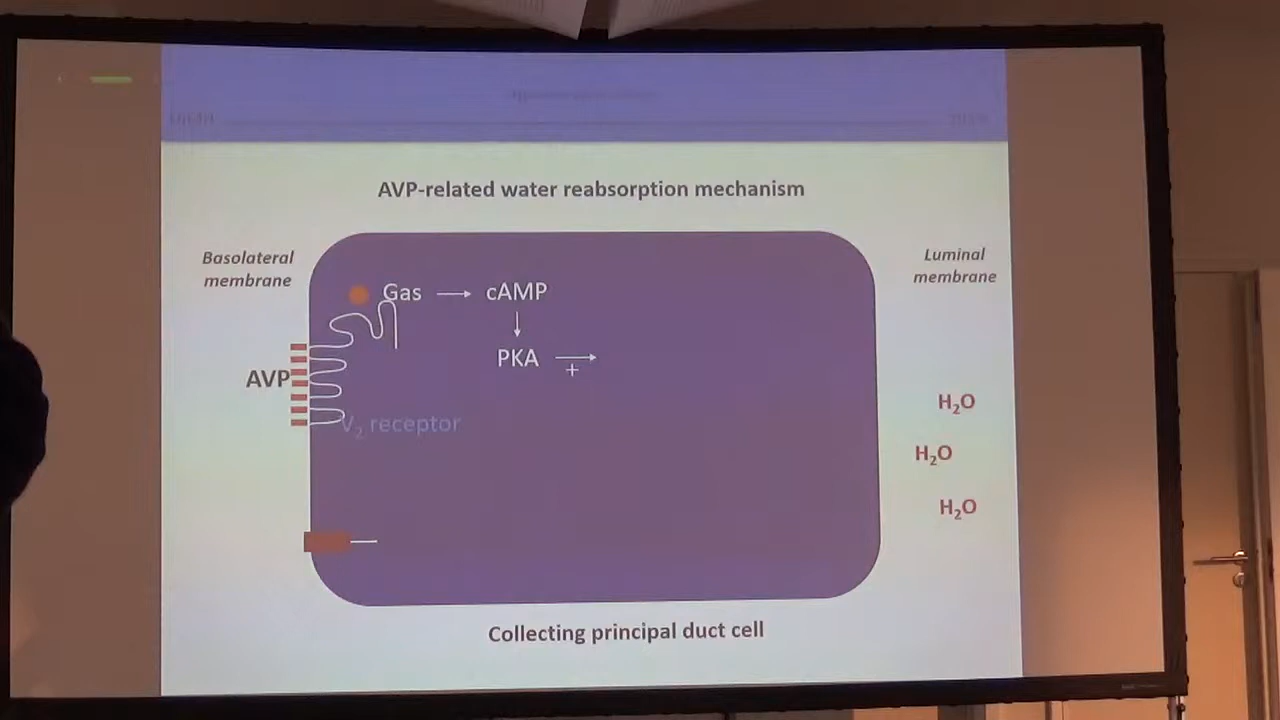 AVP-related water reabsorption mechanism
Basolateral
membrane
Luminal
membrane
Gas → cAMP
↓
PKA →
+
AVP
V₂ receptor
H₂O
H₂O
H₂O
Collecting principal duct cell